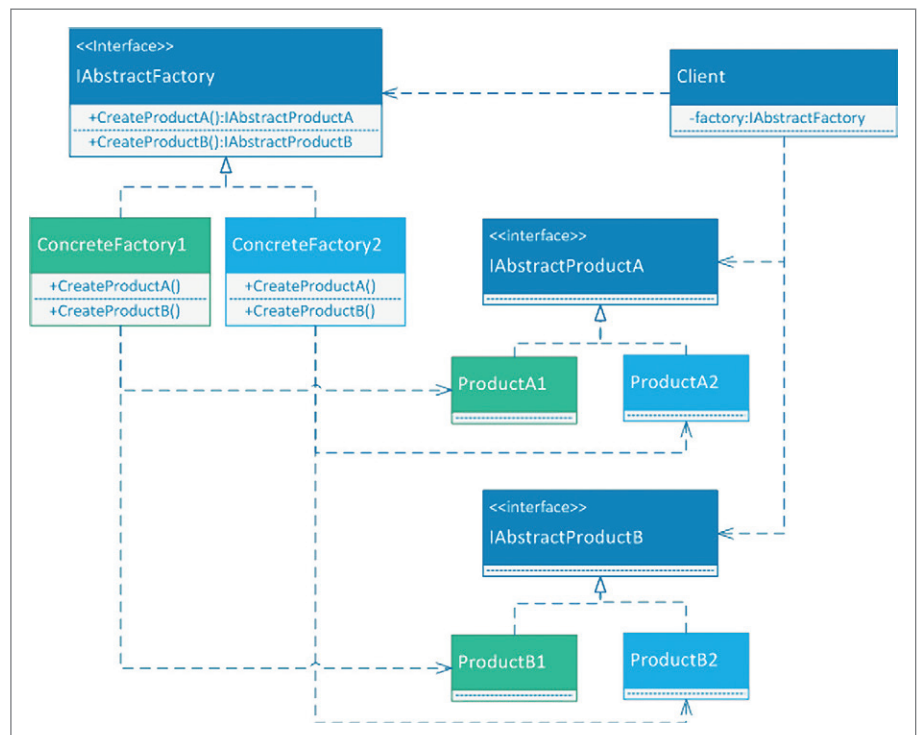 <<Interface>>
IAbstractFactory
+CreateProductA():IAbstractProductA
+CreateProductB():IAbstractProductB
Client
-factory:IAbstractFactory
ConcreteFactory1
+CreateProductA()
+CreateProductB()
ConcreteFactory2
+CreateProductA()
+CreateProductB()
<<interface>>
IAbstractProductA
ProductA1
ProductA2
<<interface>>
IAbstractProductB
ProductB1
ProductB2